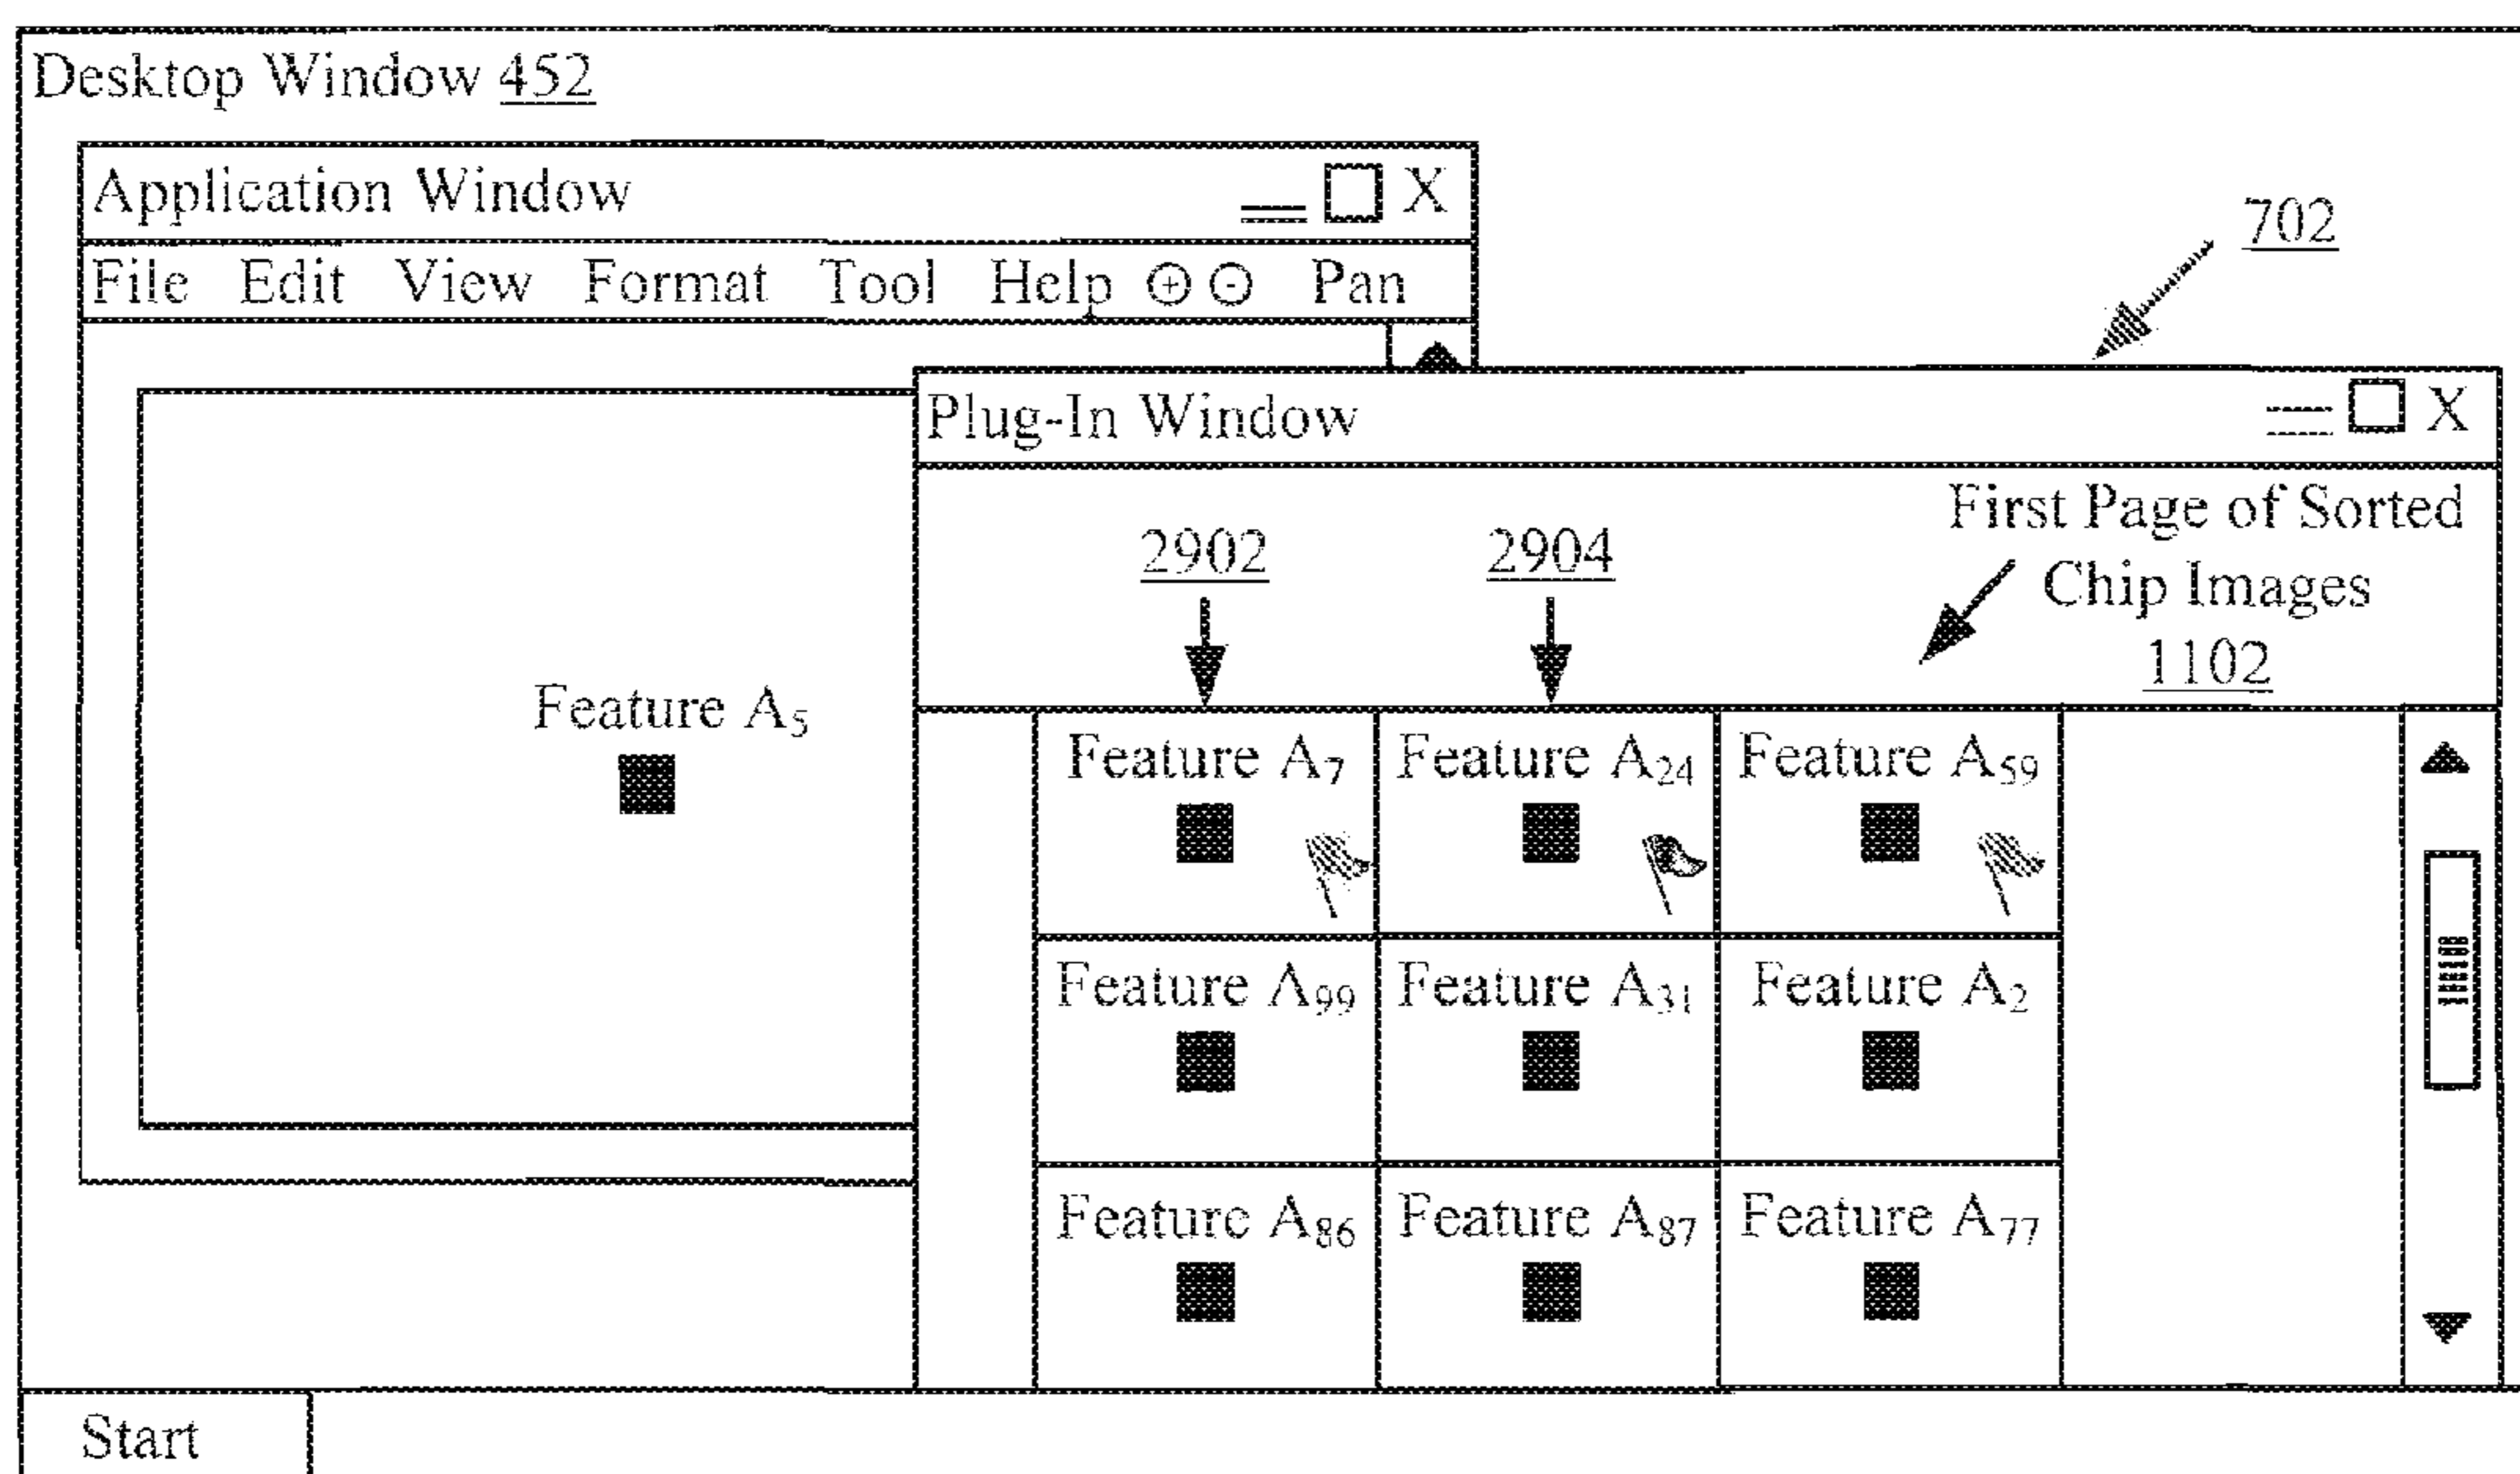 Desktop Window 452
Application Window X
File Edit View Format Tool Help + - Pan
702
Plug-In Window X
First Page of Sorted
Chip Images
1102
2902 2904
Feature A5
Feature A7 Feature A24 Feature A59
Feature A99 Feature A31 Feature A2
Feature A86 Feature A87 Feature A77
Start